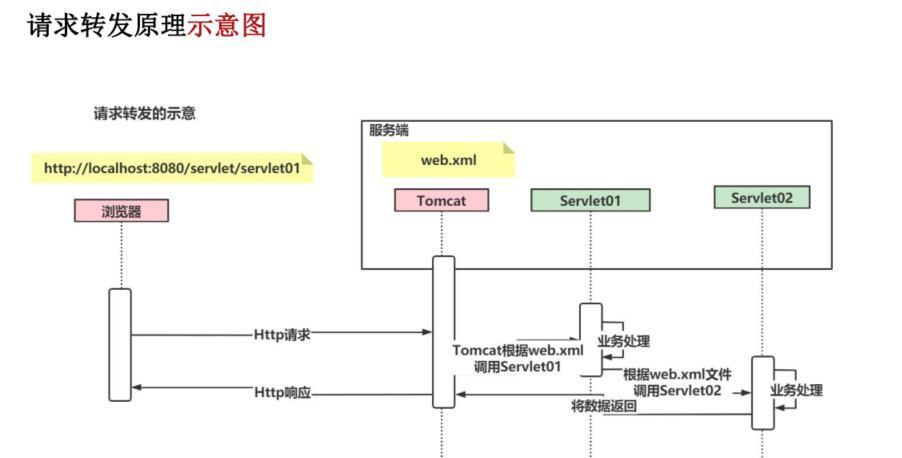 请求转发原理示意图
请求转发的示意
服务端
http://localhost:8080/servlet/servlet01
web.xml
浏览器
Tomcat
Servlet01
Servlet02
Http请求
Tomcat根据web.xml
调用Servlet01
业务处理
根据web.xml文件
调用Servlet02
业务处理
Http响应
将数据返回